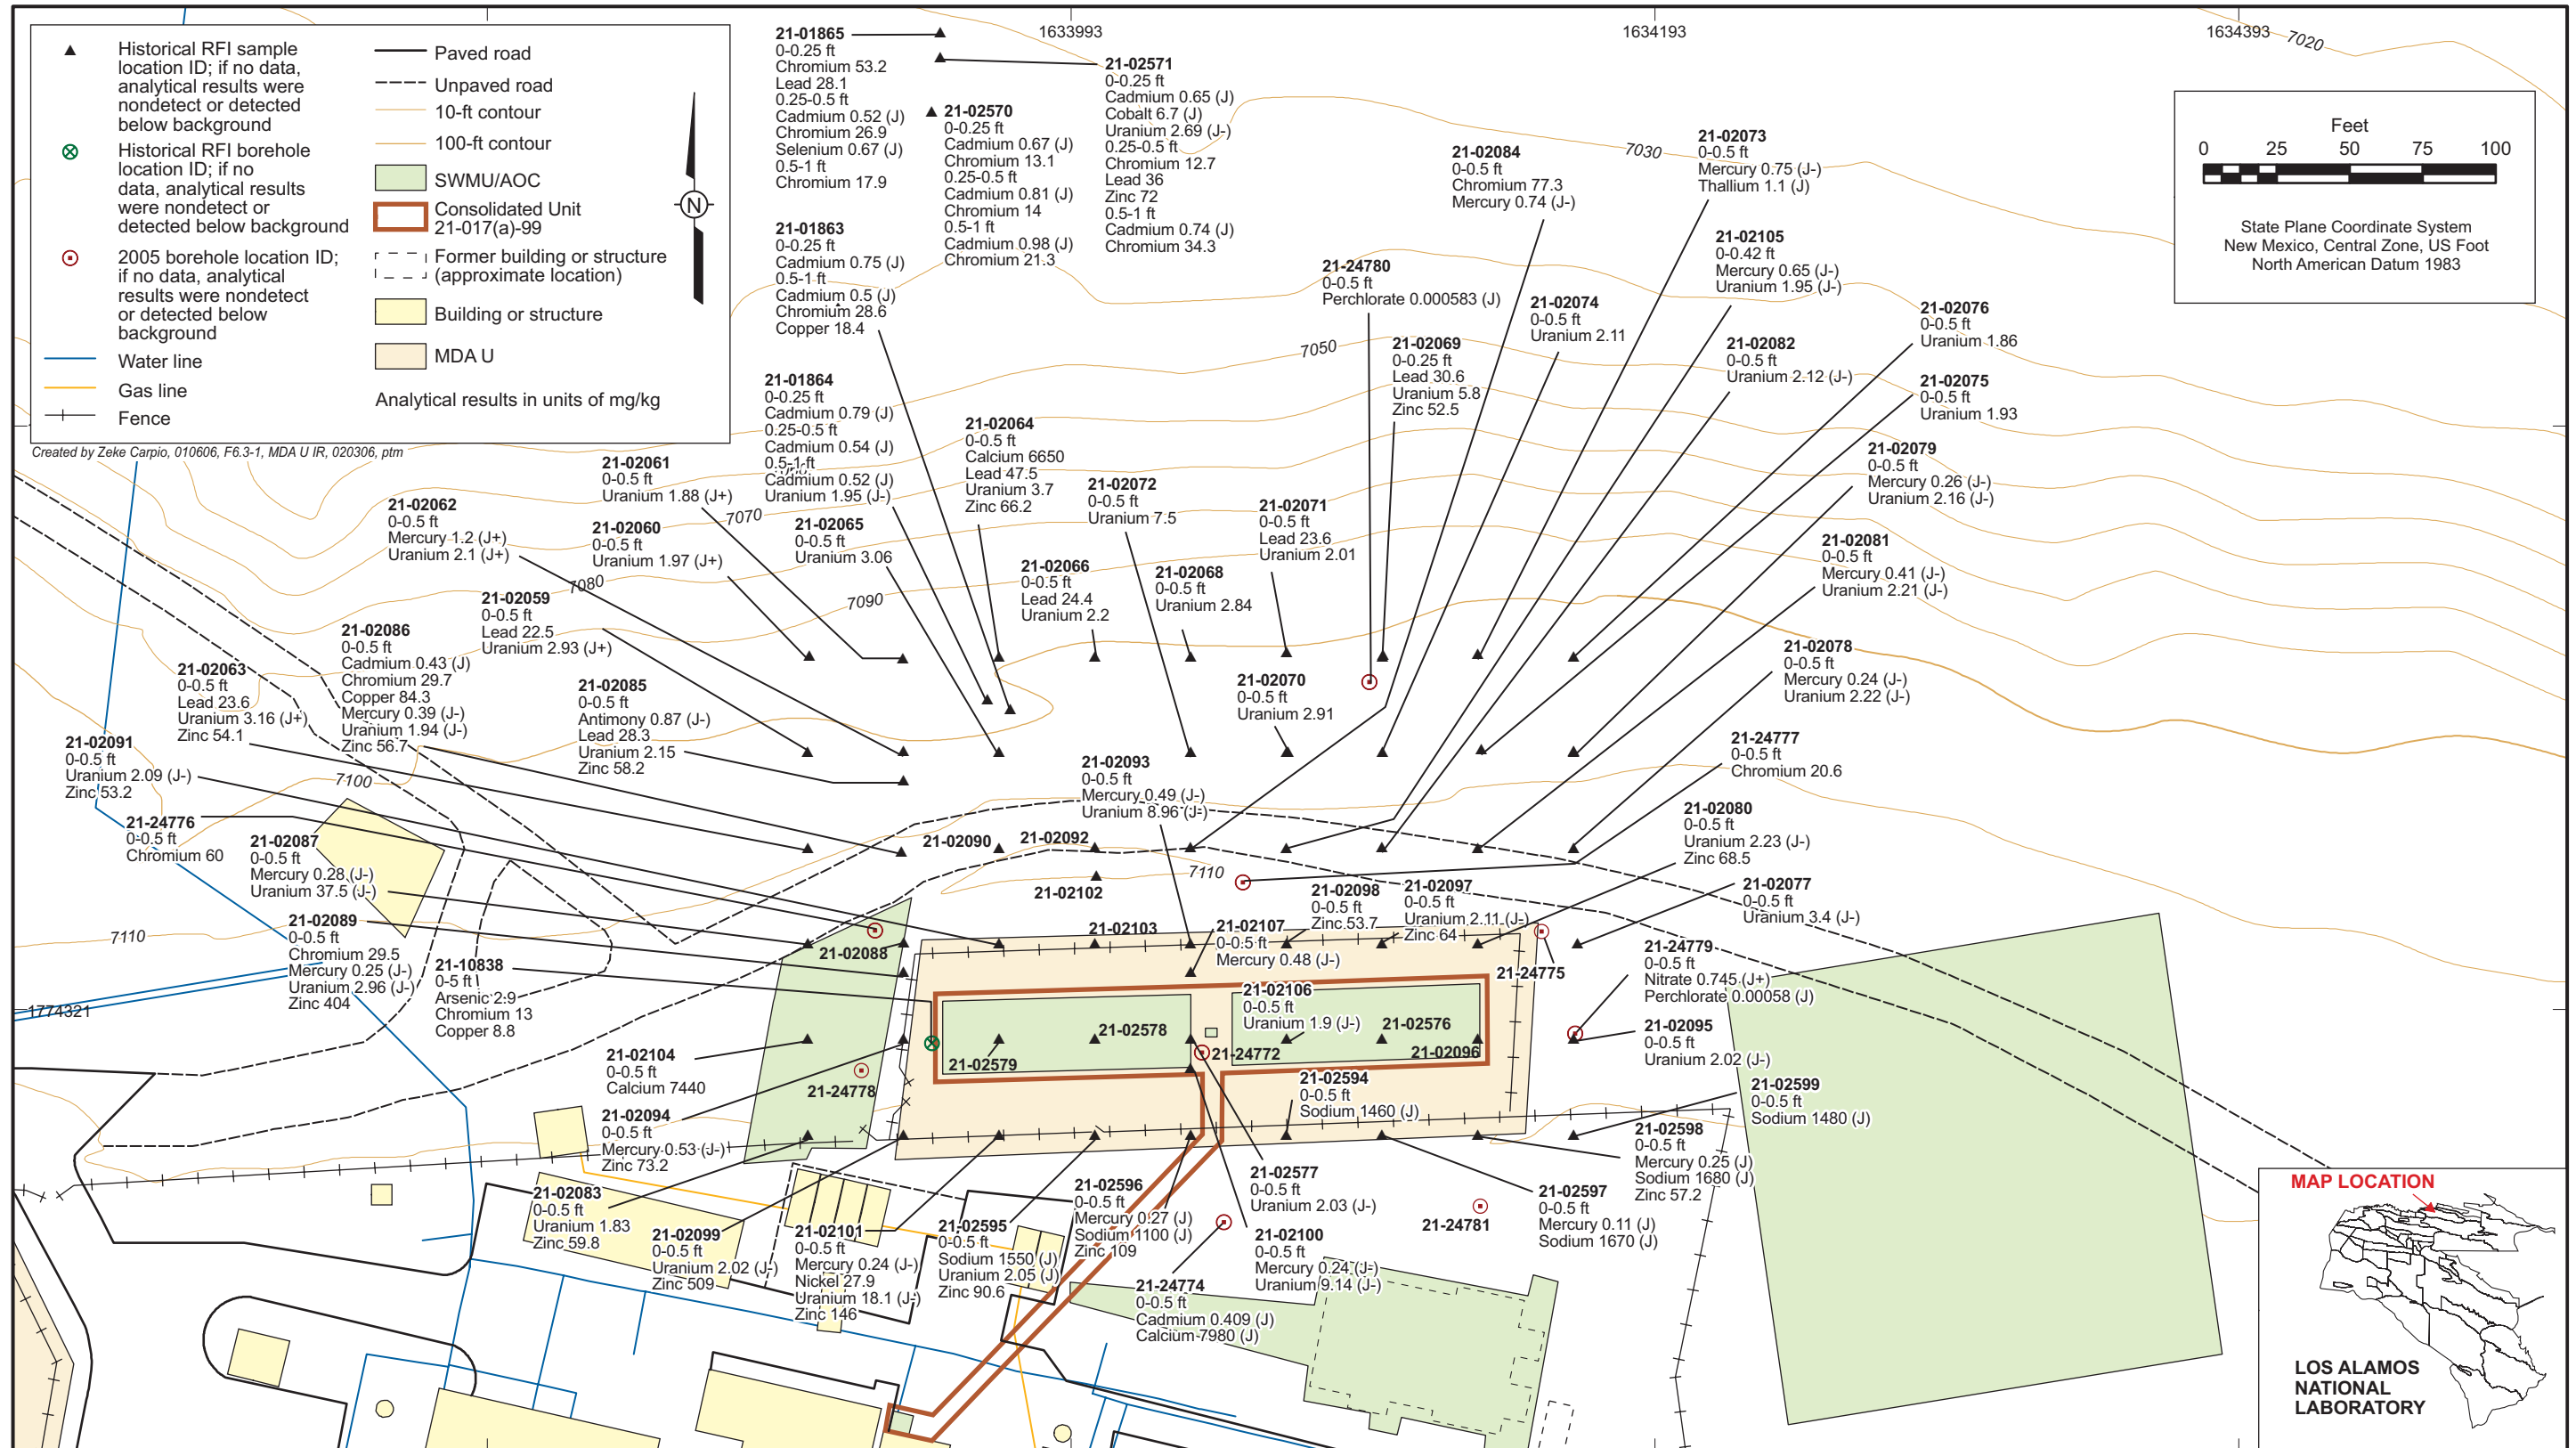 Historical RFI sample
location ID; if no data,
analytical results were
nondetect or detected
below background
Historical RFI borehole
location ID; if no
data, analytical results
were nondetect or
detected below background
2005 borehole location ID;
if no data, analytical
results were nondetect
or detected below
background
Water line
Gas line
Fence
Paved road
Unpaved road
10-ft contour
100-ft contour
SWMU/AOC
Consolidated Unit
21-017(a)-99
Former building or structure
(approximate location)
Building or structure
MDA U
Analytical results in units of mg/kg
Created by Zeke Carpio, 010606, F6.3-1, MDA U IR, 020306, ptm
N
1633993
1634193
1634393
7020
Feet
0 25 50 75 100
State Plane Coordinate System
New Mexico, Central Zone, US Foot
North American Datum 1983
21-01865
0-0.25 ft
Chromium 53.2
Lead 28.1
0.25-0.5 ft
Cadmium 0.52 (J)
Chromium 26.9
Selenium 0.67 (J)
0.5-1 ft
Chromium 17.9
21-02570
0-0.25 ft
Cadmium 0.67 (J)
Chromium 13.1
0.25-0.5 ft
Cadmium 0.81 (J)
Chromium 14
0.5-1 ft
Cadmium 0.98 (J)
Chromium 21.3
21-02571
0-0.25 ft
Cadmium 0.65 (J)
Cobalt 6.7 (J)
Uranium 2.69 (J-)
0.25-0.5 ft
Chromium 12.7
Lead 36
Zinc 72
0.5-1 ft
Cadmium 0.74 (J)
Chromium 34.3
21-01863
0-0.25 ft
Cadmium 0.75 (J)
0.5-1 ft
Cadmium 0.5 (J)
Chromium 28.6
Copper 18.4
21-02084
0-0.5 ft
Chromium 77.3
Mercury 0.74 (J-)
7030
21-02073
0-0.5 ft
Mercury 0.75 (J-)
Thallium 1.1 (J)
21-02105
0-0.42 ft
Mercury 0.65 (J-)
Uranium 1.95 (J-)
21-24780
0-0.5 ft
Perchlorate 0.000583 (J)
21-02074
0-0.5 ft
Uranium 2.11
21-02076
0-0.5 ft
Uranium 1.86
7050
21-02069
0-0.25 ft
Lead 30.6
Uranium 5.8
Zinc 52.5
21-02082
0-0.5 ft
Uranium 2.12 (J-)
21-02075
0-0.5 ft
Uranium 1.93
21-01864
0-0.25 ft
Cadmium 0.79 (J)
0.25-0.5 ft
Cadmium 0.54 (J)
0.5-1 ft
Cadmium 0.52 (J)
Uranium 1.95 (J-)
21-02064
0-0.5 ft
Calcium 6650
Lead 47.5
Uranium 3.7
Zinc 66.2
21-02079
0-0.5 ft
Mercury 0.26 (J-)
Uranium 2.16 (J-)
21-02061
0-0.5 ft
Uranium 1.88 (J+)
21-02062
0-0.5 ft
Mercury 1.2 (J+)
Uranium 2.1 (J+)
21-02060
0-0.5 ft
Uranium 1.97 (J+)
7070
21-02065
0-0.5 ft
Uranium 3.06
21-02072
0-0.5 ft
Uranium 7.5
21-02071
0-0.5 ft
Lead 23.6
Uranium 2.01
21-02081
0-0.5 ft
Mercury 0.41 (J-)
Uranium 2.21 (J-)
21-02066
0-0.5 ft
Lead 24.4
Uranium 2.2
21-02068
0-0.5 ft
Uranium 2.84
7080
7090
21-02059
0-0.5 ft
Lead 22.5
Uranium 2.93 (J+)
21-02086
0-0.5 ft
Cadmium 0.43 (J)
Chromium 29.7
Copper 84.3
Mercury 0.39 (J-)
Uranium 1.94 (J-)
Zinc 56.7
21-02063
0-0.5 ft
Lead 23.6
Uranium 3.16 (J+)
Zinc 54.1
21-02085
0-0.5 ft
Antimony 0.87 (J-)
Lead 28.3
Uranium 2.15
Zinc 58.2
21-02070
0-0.5 ft
Uranium 2.91
21-02078
0-0.5 ft
Mercury 0.24 (J-)
Uranium 2.22 (J-)
21-02091
0-0.5 ft
Uranium 2.09 (J-)
Zinc 53.2
7100
21-02093
0-0.5 ft
Mercury 0.49 (J-)
Uranium 8.96 (J-)
21-24777
0-0.5 ft
Chromium 20.6
21-24776
0-0.5 ft
Chromium 60
21-02087
0-0.5 ft
Mercury 0.28 (J-)
Uranium 37.5 (J-)
21-02090
21-02092
21-02080
0-0.5 ft
Uranium 2.23 (J-)
Zinc 68.5
7110
21-02102
21-02098
0-0.5 ft
Zinc 53.7
21-02097
0-0.5 ft
Uranium 2.11 (J-)
Zinc 64
21-02077
0-0.5 ft
Uranium 3.4 (J-)
7110
21-02089
0-0.5 ft
Chromium 29.5
Mercury 0.25 (J-)
Uranium 2.96 (J-)
Zinc 404
21-02103
21-02107
0-0.5 ft
Mercury 0.48 (J-)
21-02088
21-10838
0-5 ft
Arsenic 2.9
Chromium 13
Copper 8.8
21-24775
21-24779
0-0.5 ft
Nitrate 0.745 (J+)
Perchlorate 0.00058 (J)
1774321
21-02106
0-0.5 ft
Uranium 1.9 (J-)
21-02578
21-02576
21-02579
21-24772
21-02096
21-02095
0-0.5 ft
Uranium 2.02 (J-)
21-02104
0-0.5 ft
Calcium 7440
21-24778
21-02594
0-0.5 ft
Sodium 1460 (J)
21-02599
0-0.5 ft
Sodium 1480 (J)
21-02094
0-0.5 ft
Mercury 0.53 (J-)
Zinc 73.2
21-02598
0-0.5 ft
Mercury 0.25 (J)
Sodium 1680 (J)
Zinc 57.2
21-02083
0-0.5 ft
Uranium 1.83
Zinc 59.8
21-02099
0-0.5 ft
Uranium 2.02 (J-)
Zinc 509
21-02101
0-0.5 ft
Mercury 0.24 (J-)
Nickel 27.9
Uranium 18.1 (J-)
Zinc 146
21-02595
0-0.5 ft
Sodium 1550 (J)
Uranium 2.05 (J)
Zinc 90.6
21-02596
0-0.5 ft
Mercury 0.27 (J)
Sodium 1100 (J)
Zinc 109
21-02577
0-0.5 ft
Uranium 2.03 (J-)
21-02100
0-0.5 ft
Mercury 0.24 (J-)
Uranium 9.14 (J-)
21-24774
0-0.5 ft
Cadmium 0.409 (J)
Calcium 7980 (J)
21-24781
21-02597
0-0.5 ft
Mercury 0.11 (J)
Sodium 1670 (J)
MAP LOCATION
LOS ALAMOS
NATIONAL
LABORATORY